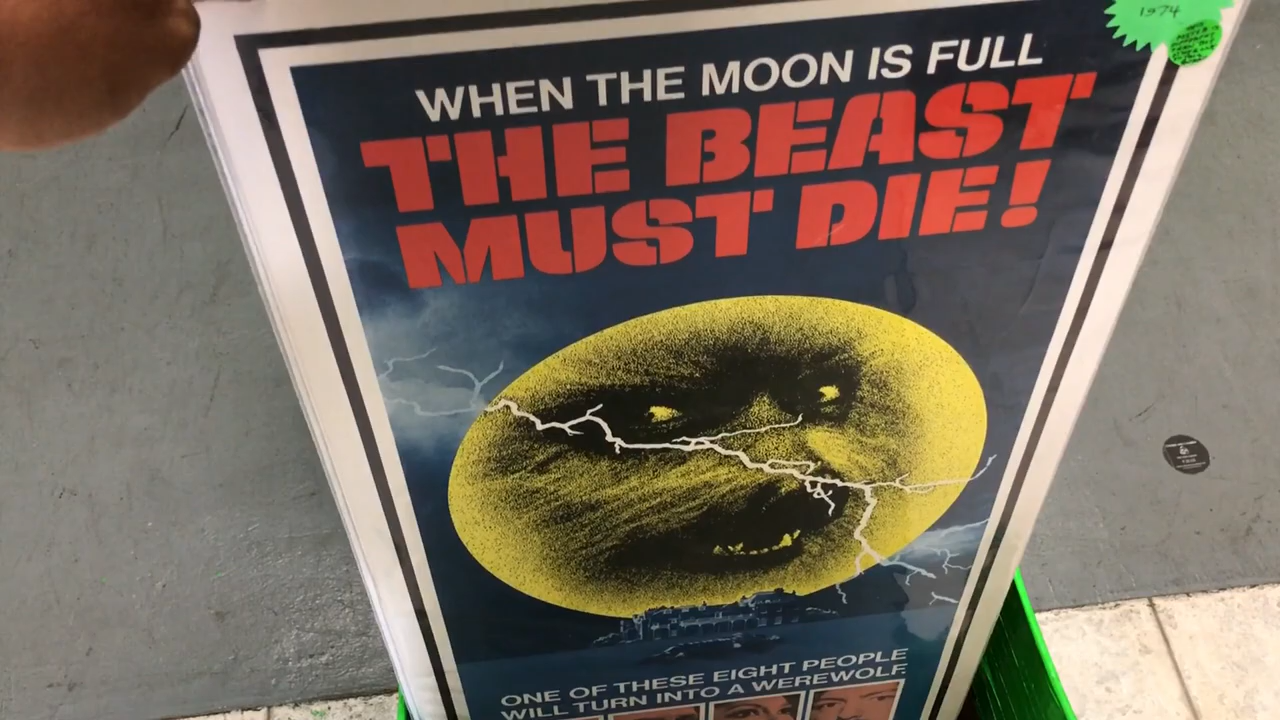 1974
WHEN THE MOON IS FULL
THE BEAST
MUST DIE!
ONE OF THESE EIGHT PEOPLE
WILL TURN INTO A WEREWOLF.